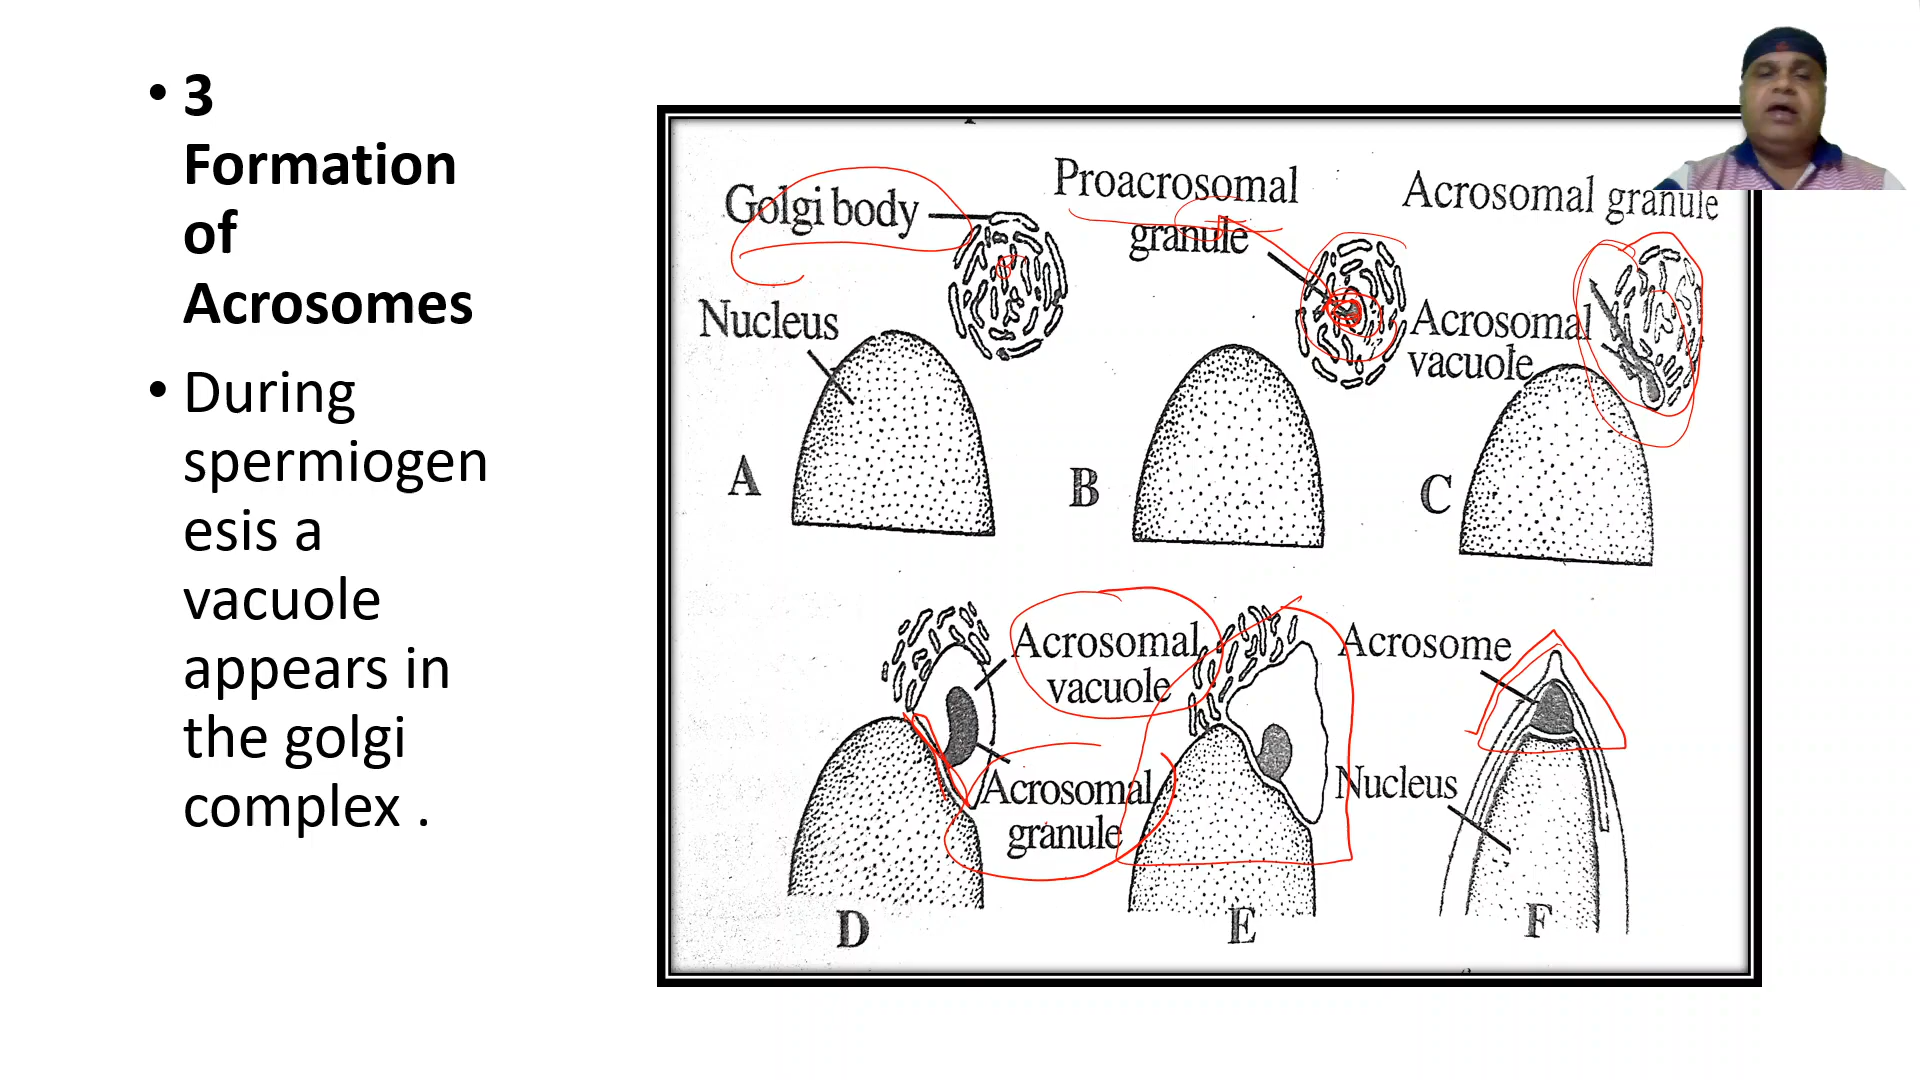 • 3
Formation
of
Acrosomes
• During
spermiogen
esis a
vacuole
appears in
the golgi
complex .
Golgi body
Nucleus
A
Proacrosomal
granule
B
Acrosomal granule
Acrosomal
vacuole
C
Acrosomal
vacuole
Acrosomal
granule
D
E
Acrosome
Nucleus
F